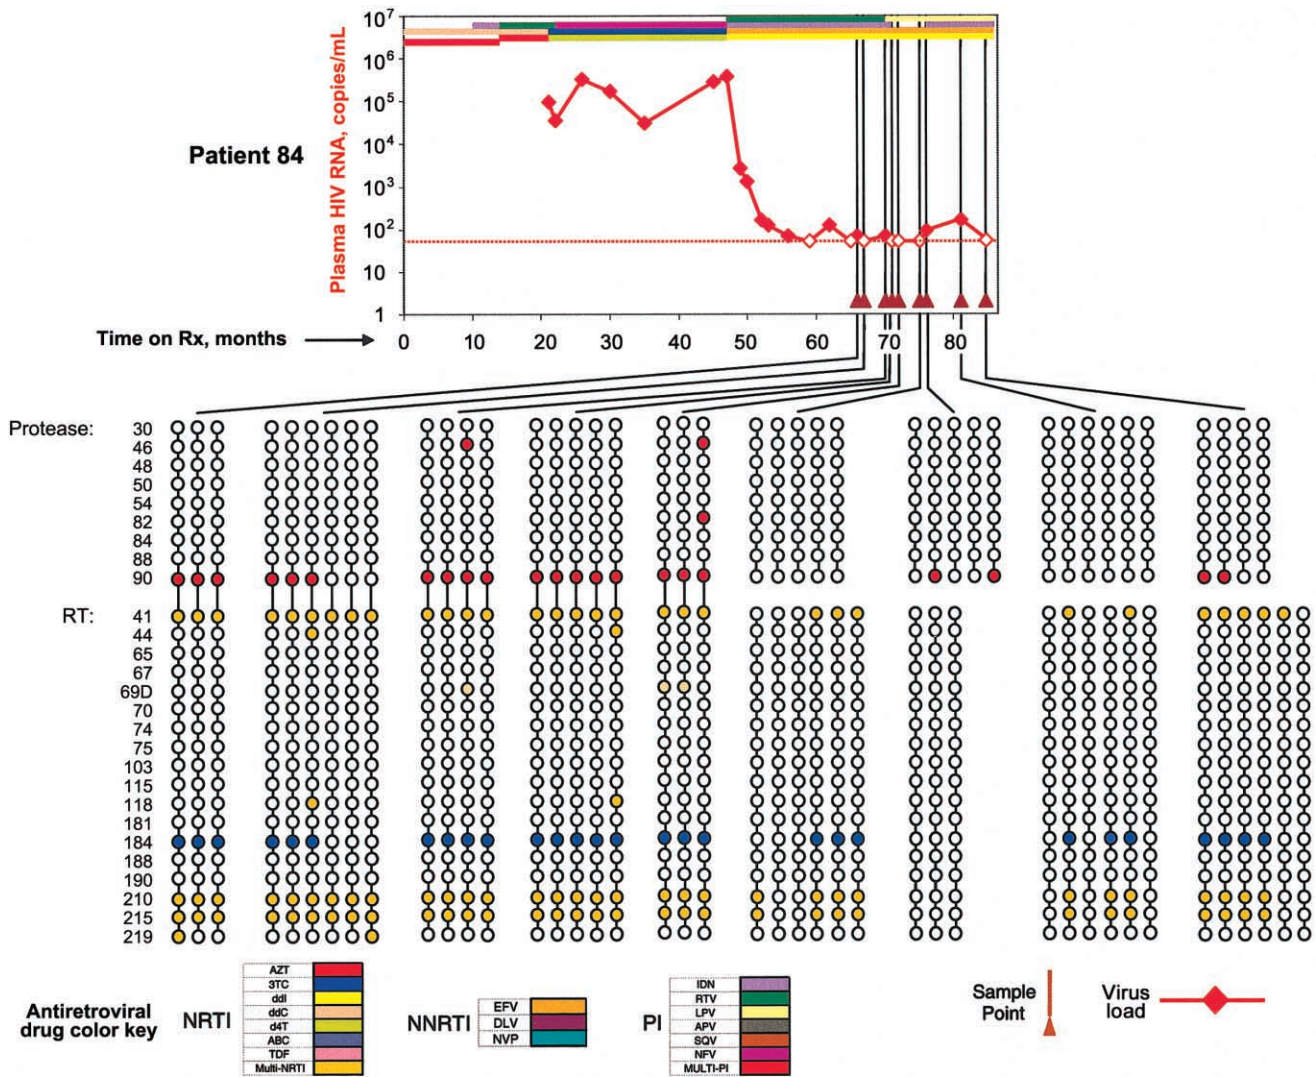 Patient 84
Plasma HIV RNA, copies/mL
10⁷
10⁶
10⁵
10⁴
10³
10²
10
1
Time on Rx, months
0 10 20 30 40 50 60 70 80
Protease: 30
46
48
50
54
82
84
88
90
RT: 41
44
65
67
69D
70
74
75
103
115
118
181
184
188
190
210
215
219
Antiretroviral
drug color key
NRTI
AZT
3TC
ddI
ddC
d4T
ABC
TDF
Multi-NRTI
NNRTI
EFV
DLV
NVP
PI
IDN
RTV
LPV
APV
SQV
NFV
MULTI-PI
Sample
Point
Virus
load